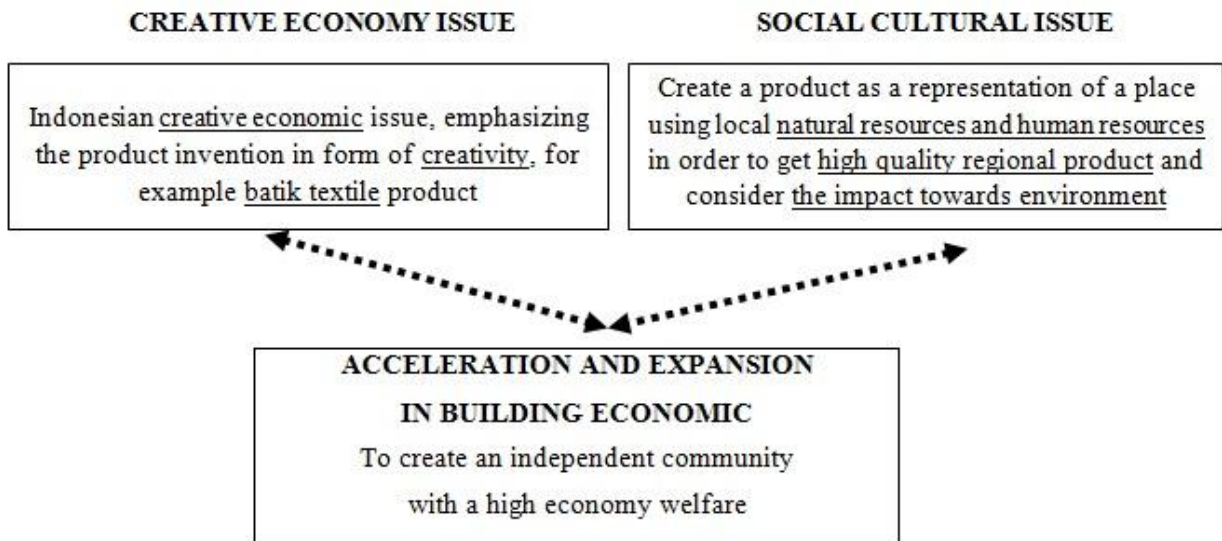 CREATIVE ECONOMY ISSUE
Indonesian creative economic issue, emphasizing
the product invention in form of creativity, for
example batik textile product
SOCIAL CULTURAL ISSUE
Create a product as a representation of a place
using local natural resources and human resources
in order to get high quality regional product and
consider the impact towards environment
ACCELERATION AND EXPANSION
IN BUILDING ECONOMIC
To create an independent community
with a high economy welfare